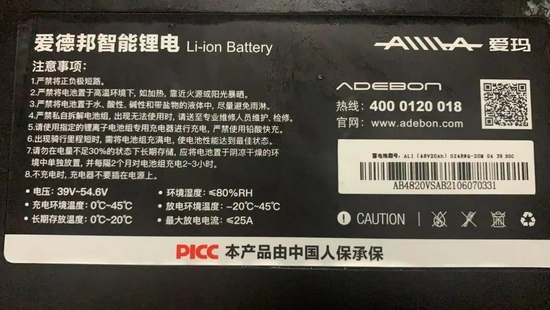 爱德邦智能锂电 Li-ion Battery
AIMA 爱玛
注意事项：
1.严禁将正负极短路。
2.严禁将电池置于高温环境下，如加热，靠近火源或阳光暴晒。
3.严禁将电池置于水、酸性、碱性和带盐物的液体中，尽量避免雨淋。
4.严禁私自拆解电池组，出现无法使用时，请送至专业修人员维护、检修。
5.请使用指定的锂离子电池组专用充电器进行充电，严禁使用铅酸快充。
6.出现骑行里程短时，需将电池组充满电，使电池性能达到最佳状态。
7.请勿在电量不足30%的状态下长期存储，应将电池置于阴凉干燥的环
境中单独放置，并每隔2个月对电池组充电2~3小时。
8.不充电时，充电器不要插在电源上。
ADEBON
热线：400 0120 018
官网：www.adebon.com
AB4820VSAB2106070331
• 电压：39V-54.6V
• 环境湿度：≤80%RH
• 充电环境温度：0°C~45°C
• 放电环境温度：-20°C~45°C
• 长期存放温度：0°C~20°C
• 最大放电电流：≤25A
CAUTION
PICC 本产品由中国人保承保